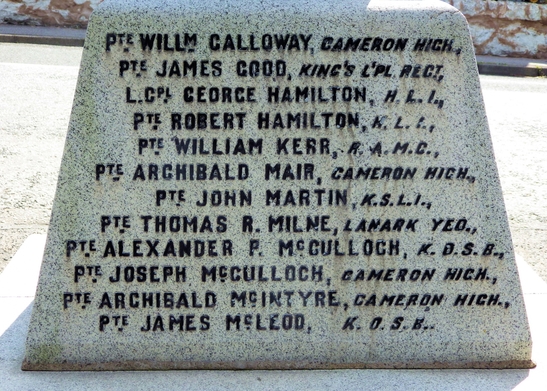 PTE WILLM GALLOWAY, CAMERON HIGH.,
PTE JAMES GOOD, KING'S L'PL REGT,
L.CPL GEORGE HAMILTON, H.L.I.,
PTE ROBERT HAMILTON, K.L.I.,
PTE WILLIAM KERR, R.A.M.C.,
PTE ARCHIBALD MAIR, CAMERON HIGH.,
PTE JOHN MARTIN, K.S.L.I.,
PTE THOMAS R. MILNE, LANARK YEO.,
PTE ALEXANDER P. MCCULLOCH, K.O.S.B.,
PTE JOSEPH MCCULLOCH, CAMERON HIGH.,
PTE ARCHIBALD MCINTYRE, CAMERON HIGH.,
PTE JAMES MCLEOD, K.O.S.B..